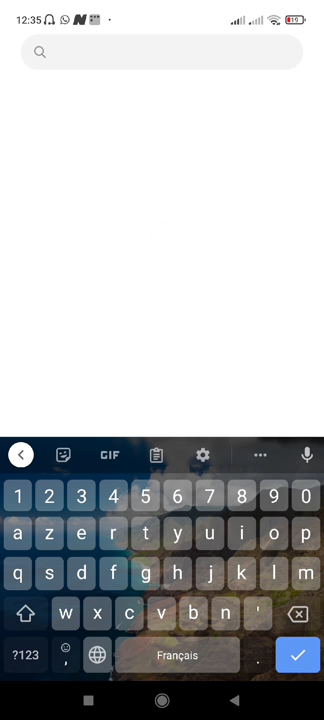 12:35 19
GIF
1 2 3 4 5 6 7 8 9 0
a z e r t y u i o p
q s d f g h j k l m
w x c v b n '
?123 , Français .